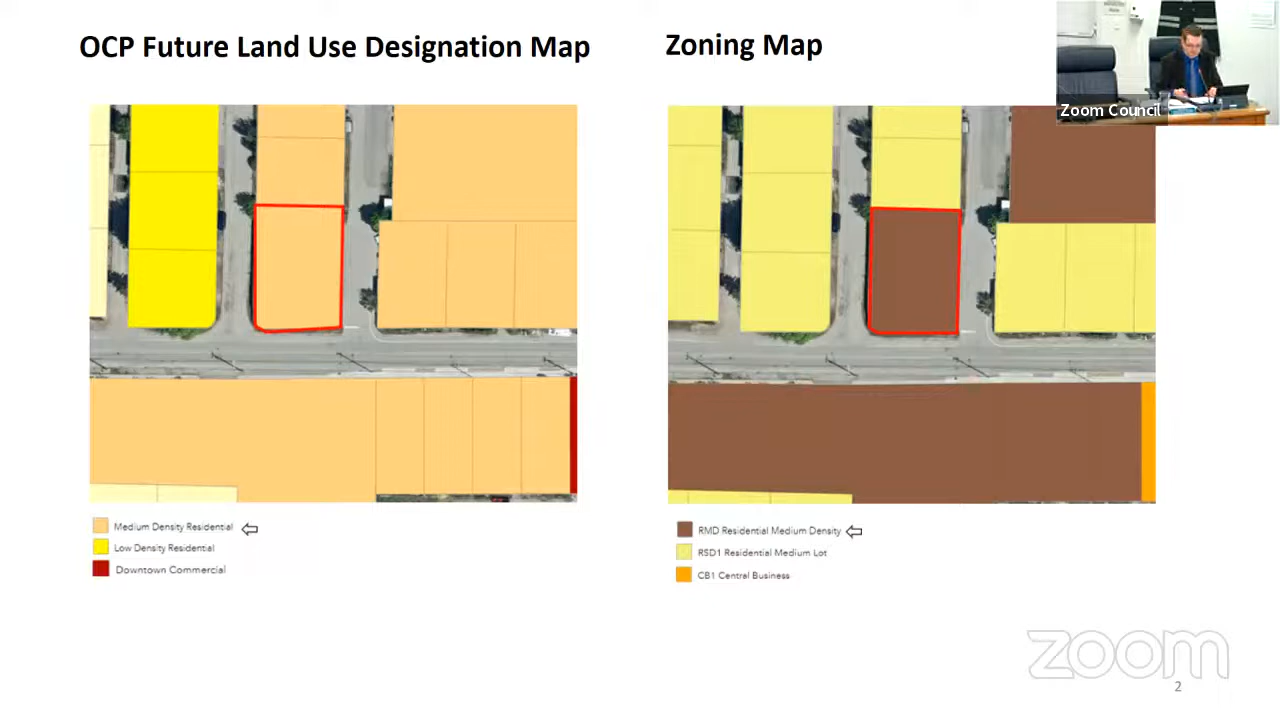 OCP Future Land Use Designation Map
Zoning Map
Zoom Council
Medium Density Residential
Low Density Residential
Downtown Commercial
RMD Residential Medium Density
RSD1 Residential Medium Lot
CB1 Central Business
zoom
2